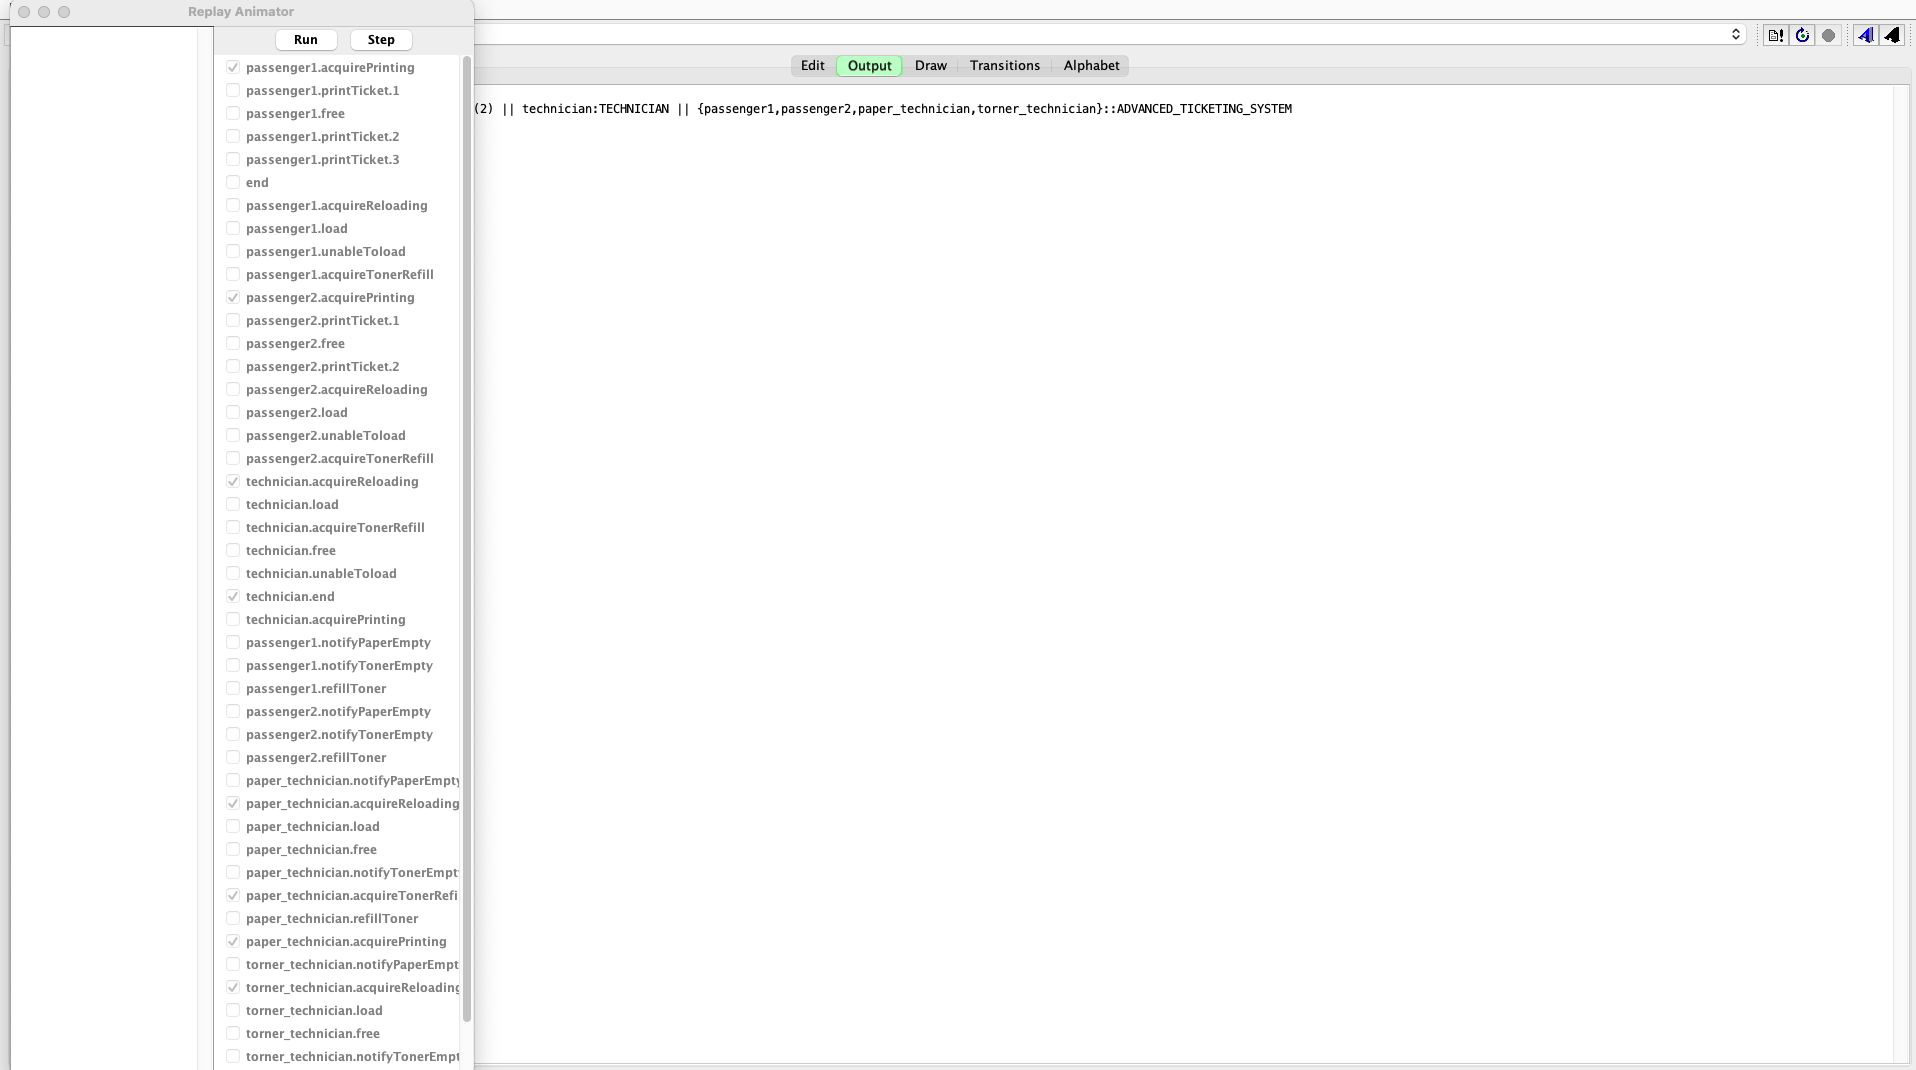 Replay Animator
Run Step
Edit Output Draw Transitions Alphabet
(2) || technician:TECHNICIAN || {passenger1,passenger2,paper_technician,torner_technician}::ADVANCED_TICKETING_SYSTEM
passenger1.acquirePrinting
passenger1.printTicket.1
passenger1.free
passenger1.printTicket.2
passenger1.printTicket.3
end
passenger1.acquireReloading
passenger1.load
passenger1.unableToload
passenger1.acquireTonerRefill
passenger2.acquirePrinting
passenger2.printTicket.1
passenger2.free
passenger2.printTicket.2
passenger2.acquireReloading
passenger2.load
passenger2.unableToload
passenger2.acquireTonerRefill
technician.acquireReloading
technician.load
technician.acquireTonerRefill
technician.free
technician.unableToload
technician.end
technician.acquirePrinting
passenger1.notifyPaperEmpty
passenger1.notifyTonerEmpty
passenger1.refillToner
passenger2.notifyPaperEmpty
passenger2.notifyTonerEmpty
passenger2.refillToner
paper_technician.notifyPaperEmpty
paper_technician.acquireReloading
paper_technician.load
paper_technician.free
paper_technician.notifyTonerEmpt
paper_technician.acquireTonerRefi
paper_technician.refillToner
paper_technician.acquirePrinting
torner_technician.notifyPaperEmpt
torner_technician.acquireReloading
torner_technician.load
torner_technician.free
torner_technician.notifyTonerEmpt